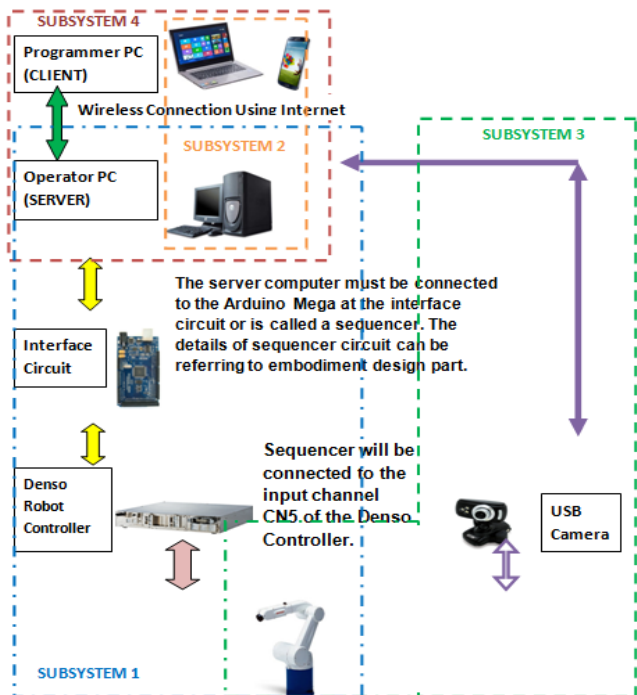 SUBSYSTEM 4
Programmer PC
(CLIENT)
Wireless Connection Using Internet
SUBSYSTEM 3
SUBSYSTEM 2
Operator PC
(SERVER)
The server computer must be connected
to the Arduino Mega at the interface
circuit or is called a sequencer. The
details of sequencer circuit can be
referring to embodiment design part.
Interface
Circuit
Sequencer will be
connected to the
input channel
CN5 of the Denso
Controller.
Denso
Robot
Controller
USB
Camera
SUBSYSTEM 1